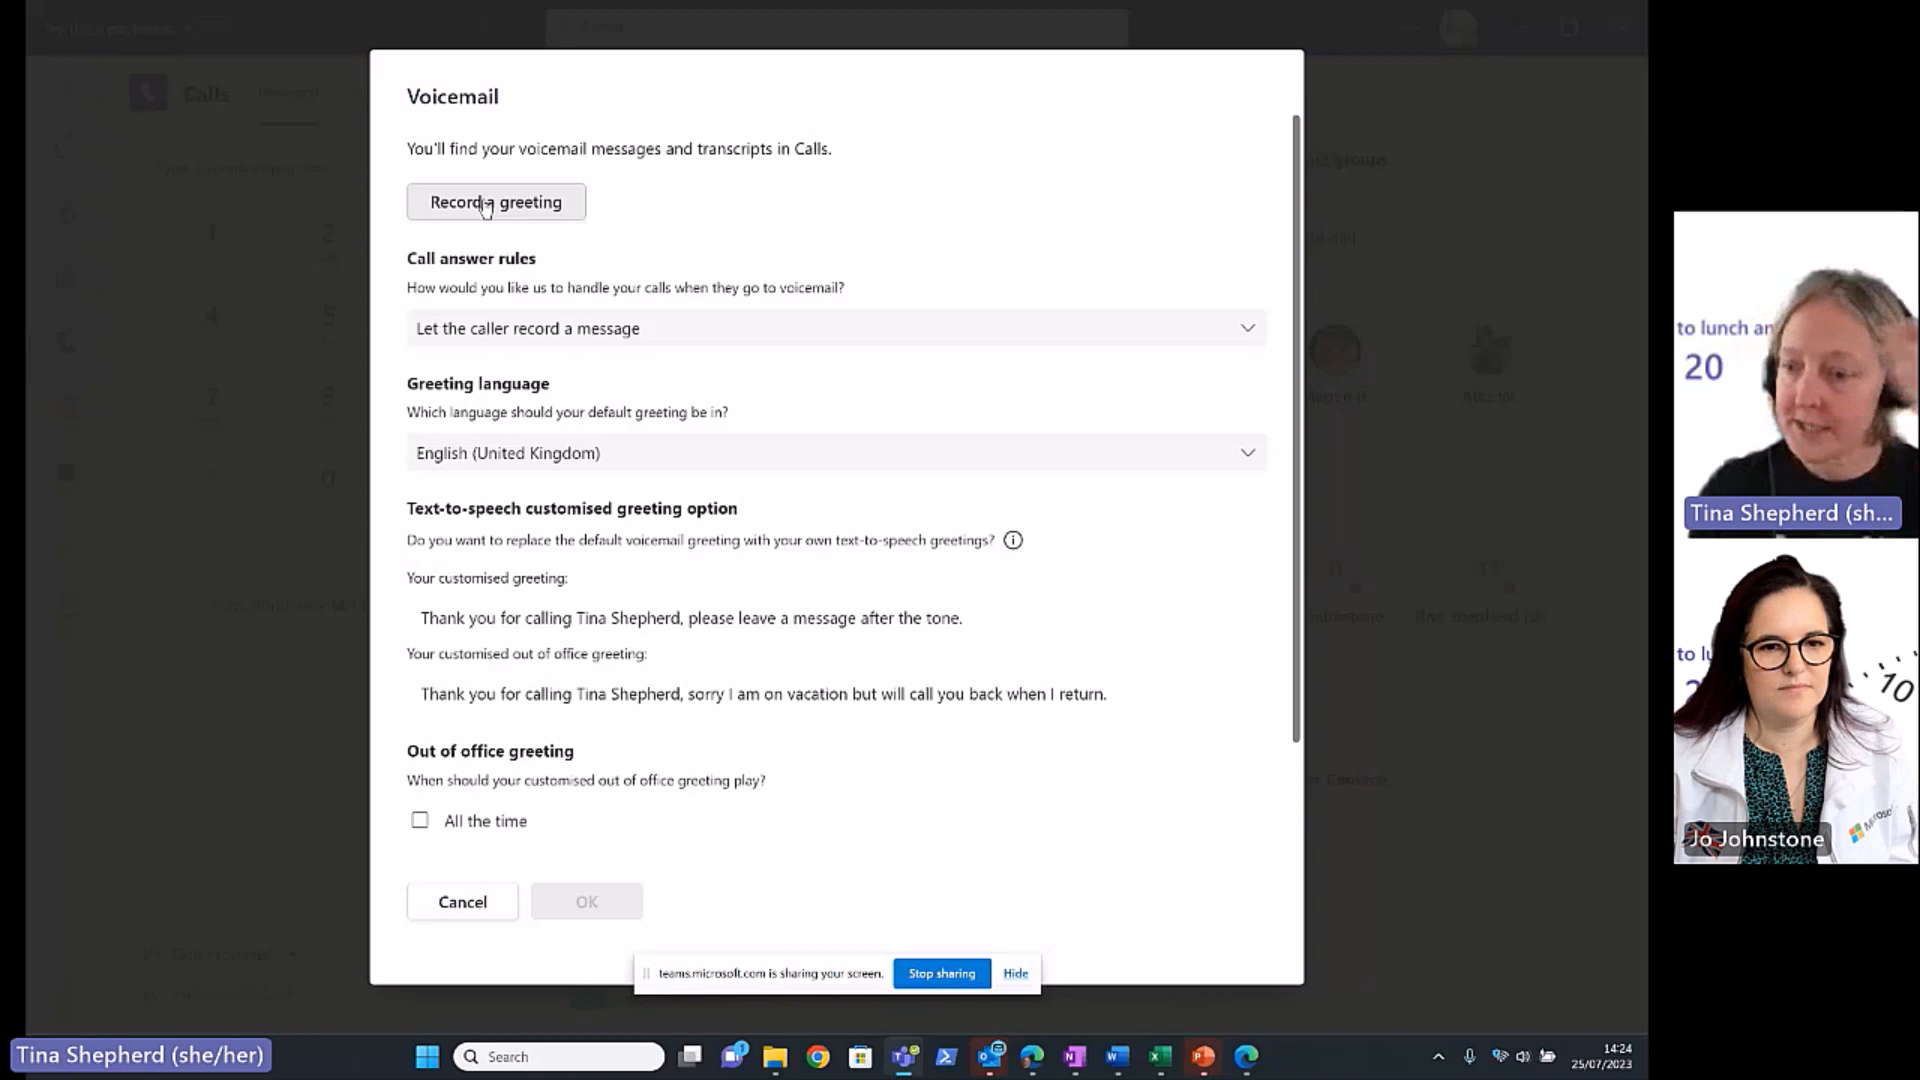 Calls
Voicemail
You'll find your voicemail messages and transcripts in Calls.
Record a greeting
Call answer rules
How would you like us to handle your calls when they go to voicemail?
Let the caller record a message
Greeting language
Which language should your default greeting be in?
English (United Kingdom)
Text-to-speech customised greeting option
Do you want to replace the default voicemail greeting with your own text-to-speech greetings?
Your customised greeting:
Thank you for calling Tina Shepherd, please leave a message after the tone.
Your customised out of office greeting:
Thank you for calling Tina Shepherd, sorry I am on vacation but will call you back when I return.
Out of office greeting
When should your customised out of office greeting play?
All the time
Cancel
OK
teams.microsoft.com is sharing your screen.
Stop sharing
Hide
to lunch an
20
Tina Shepherd (sh...
to lu
10
Microso
Jo Johnstone
Tina Shepherd (she/her)
Search
14:24
25/07/2023